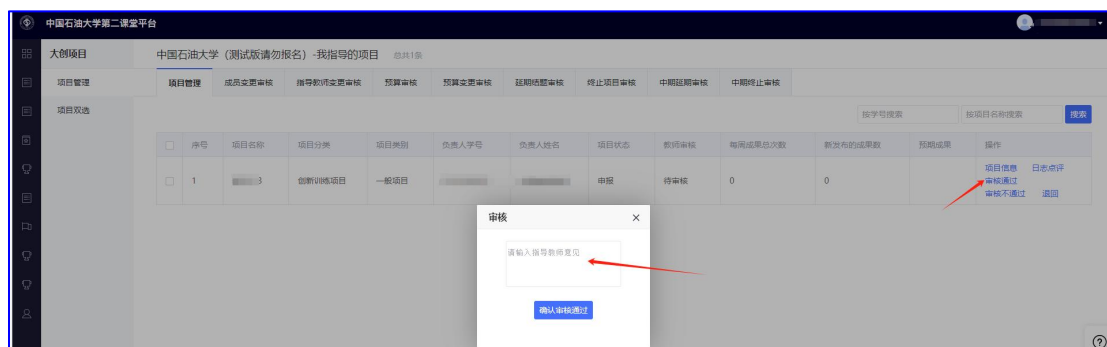 中国石油大学第二课堂平台
大创项目
中国石油大学（测试版请勿报名）-我指导的项目 总共1条
项目管理
项目管理 成员变更审核 指导教师变更审核 预算审核 预算变更审核 延期结题审核 终止项目审核 中期延期审核 中期终止审核
项目双选
按学号搜索 按项目名称搜索 搜索
序号 项目名称 项目分类 项目类别 负责人学号 负责人姓名 项目状态 教师审核 每周成果总次数 新发布的成果数 预期成果 操作
项目信息 日志点评
1 3 创新训练项目 一般项目 申报 待审核 0 0 审核通过
审核不通过 退回
审核 ×
请输入指导教师意见
确认审核通过